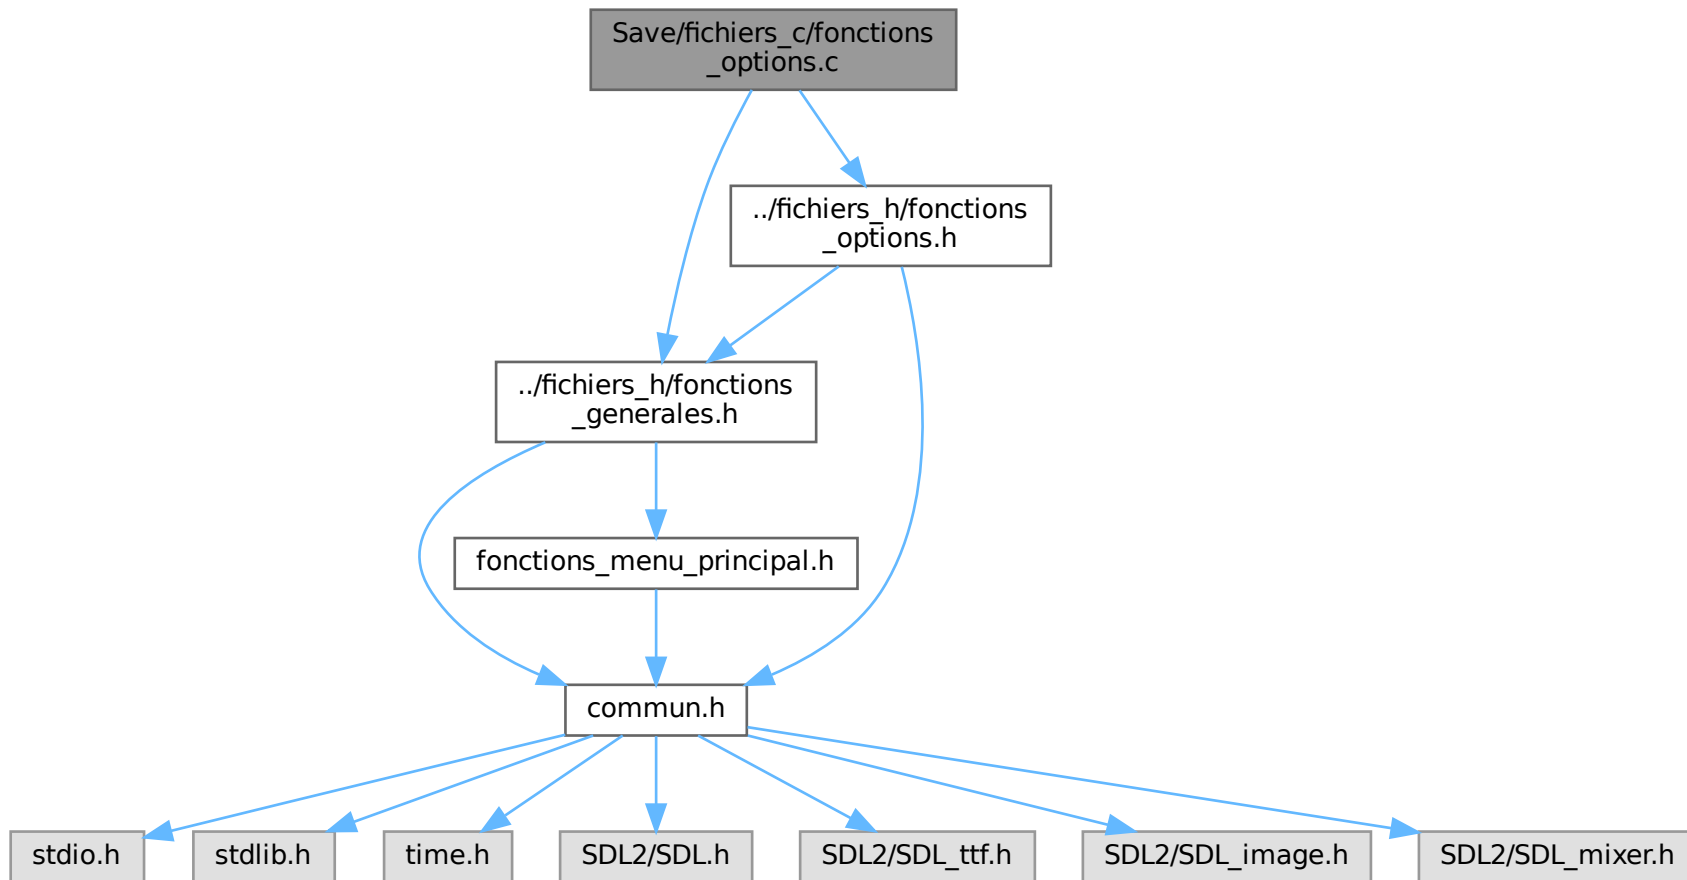 Save/fichiers_c/fonctions
_options.c
../fichiers_h/fonctions
_options.h
../fichiers_h/fonctions
_generales.h
fonctions_menu_principal.h
commun.h
stdio.h
stdlib.h
time.h
SDL2/SDL.h
SDL2/SDL_ttf.h
SDL2/SDL_image.h
SDL2/SDL_mixer.h